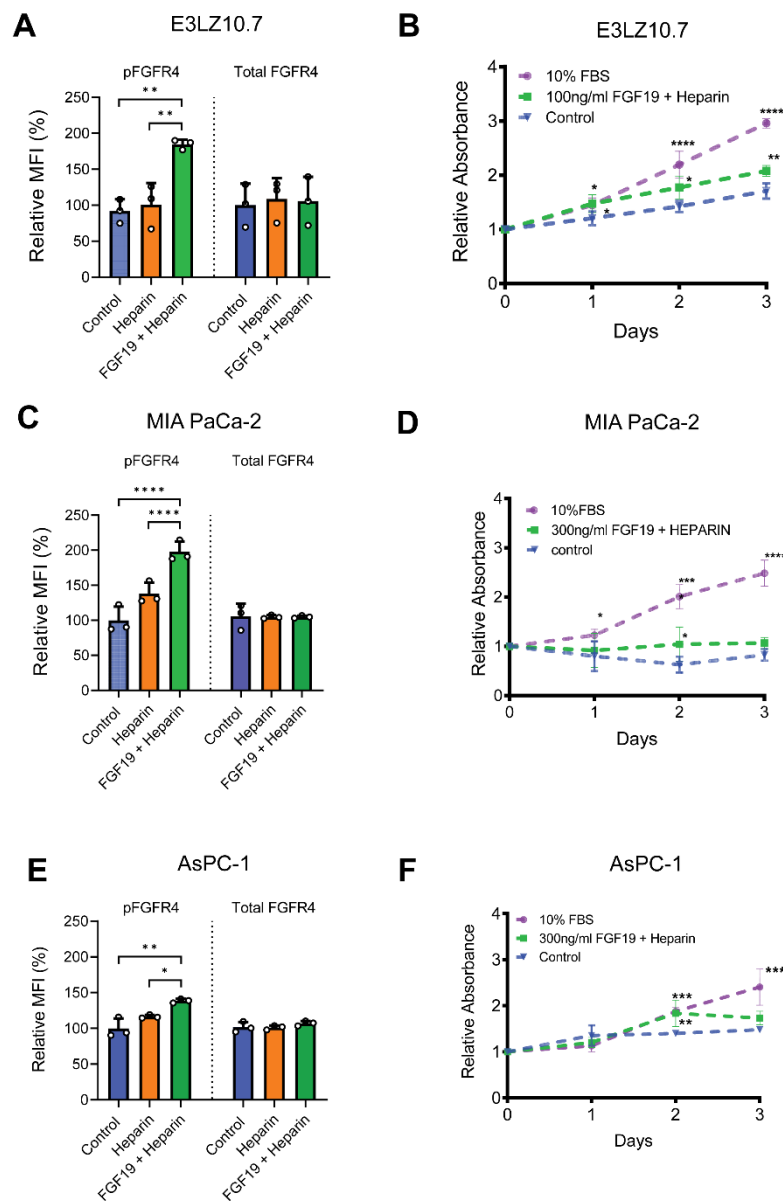 A
E3LZ10.7
pFGFR4
Total FGFR4
**
**
250
200
150
100
50
0
Relative MFI (%)
Control
Heparin
FGF19 + Heparin
Control
Heparin
FGF19 + Heparin
B
E3LZ10.7
10% FBS
100ng/ml FGF19 + Heparin
Control
4
3
2
1
0
Relative Absorbance
*
*
****
*
****
**
0
1
2
3
Days
C
MIA PaCa-2
pFGFR4
Total FGFR4
****
****
250
200
150
100
50
0
Relative MFI (%)
Control
Heparin
FGF19 + Heparin
Control
Heparin
FGF19 + Heparin
D
MIA PaCa-2
10%FBS
300ng/ml FGF19 + HEPARIN
control
4
3
2
1
0
Relative Absorbance
*
***
*
****
0
1
2
3
Days
E
AsPC-1
pFGFR4
Total FGFR4
**
*
250
200
150
100
50
0
Relative MFI (%)
Control
Heparin
FGF19 + Heparin
Control
Heparin
FGF19 + Heparin
F
AsPC-1
10% FBS
300ng/ml FGF19 + Heparin
Control
4
3
2
1
0
Relative Absorbance
***
**
***
0
1
2
3
Days